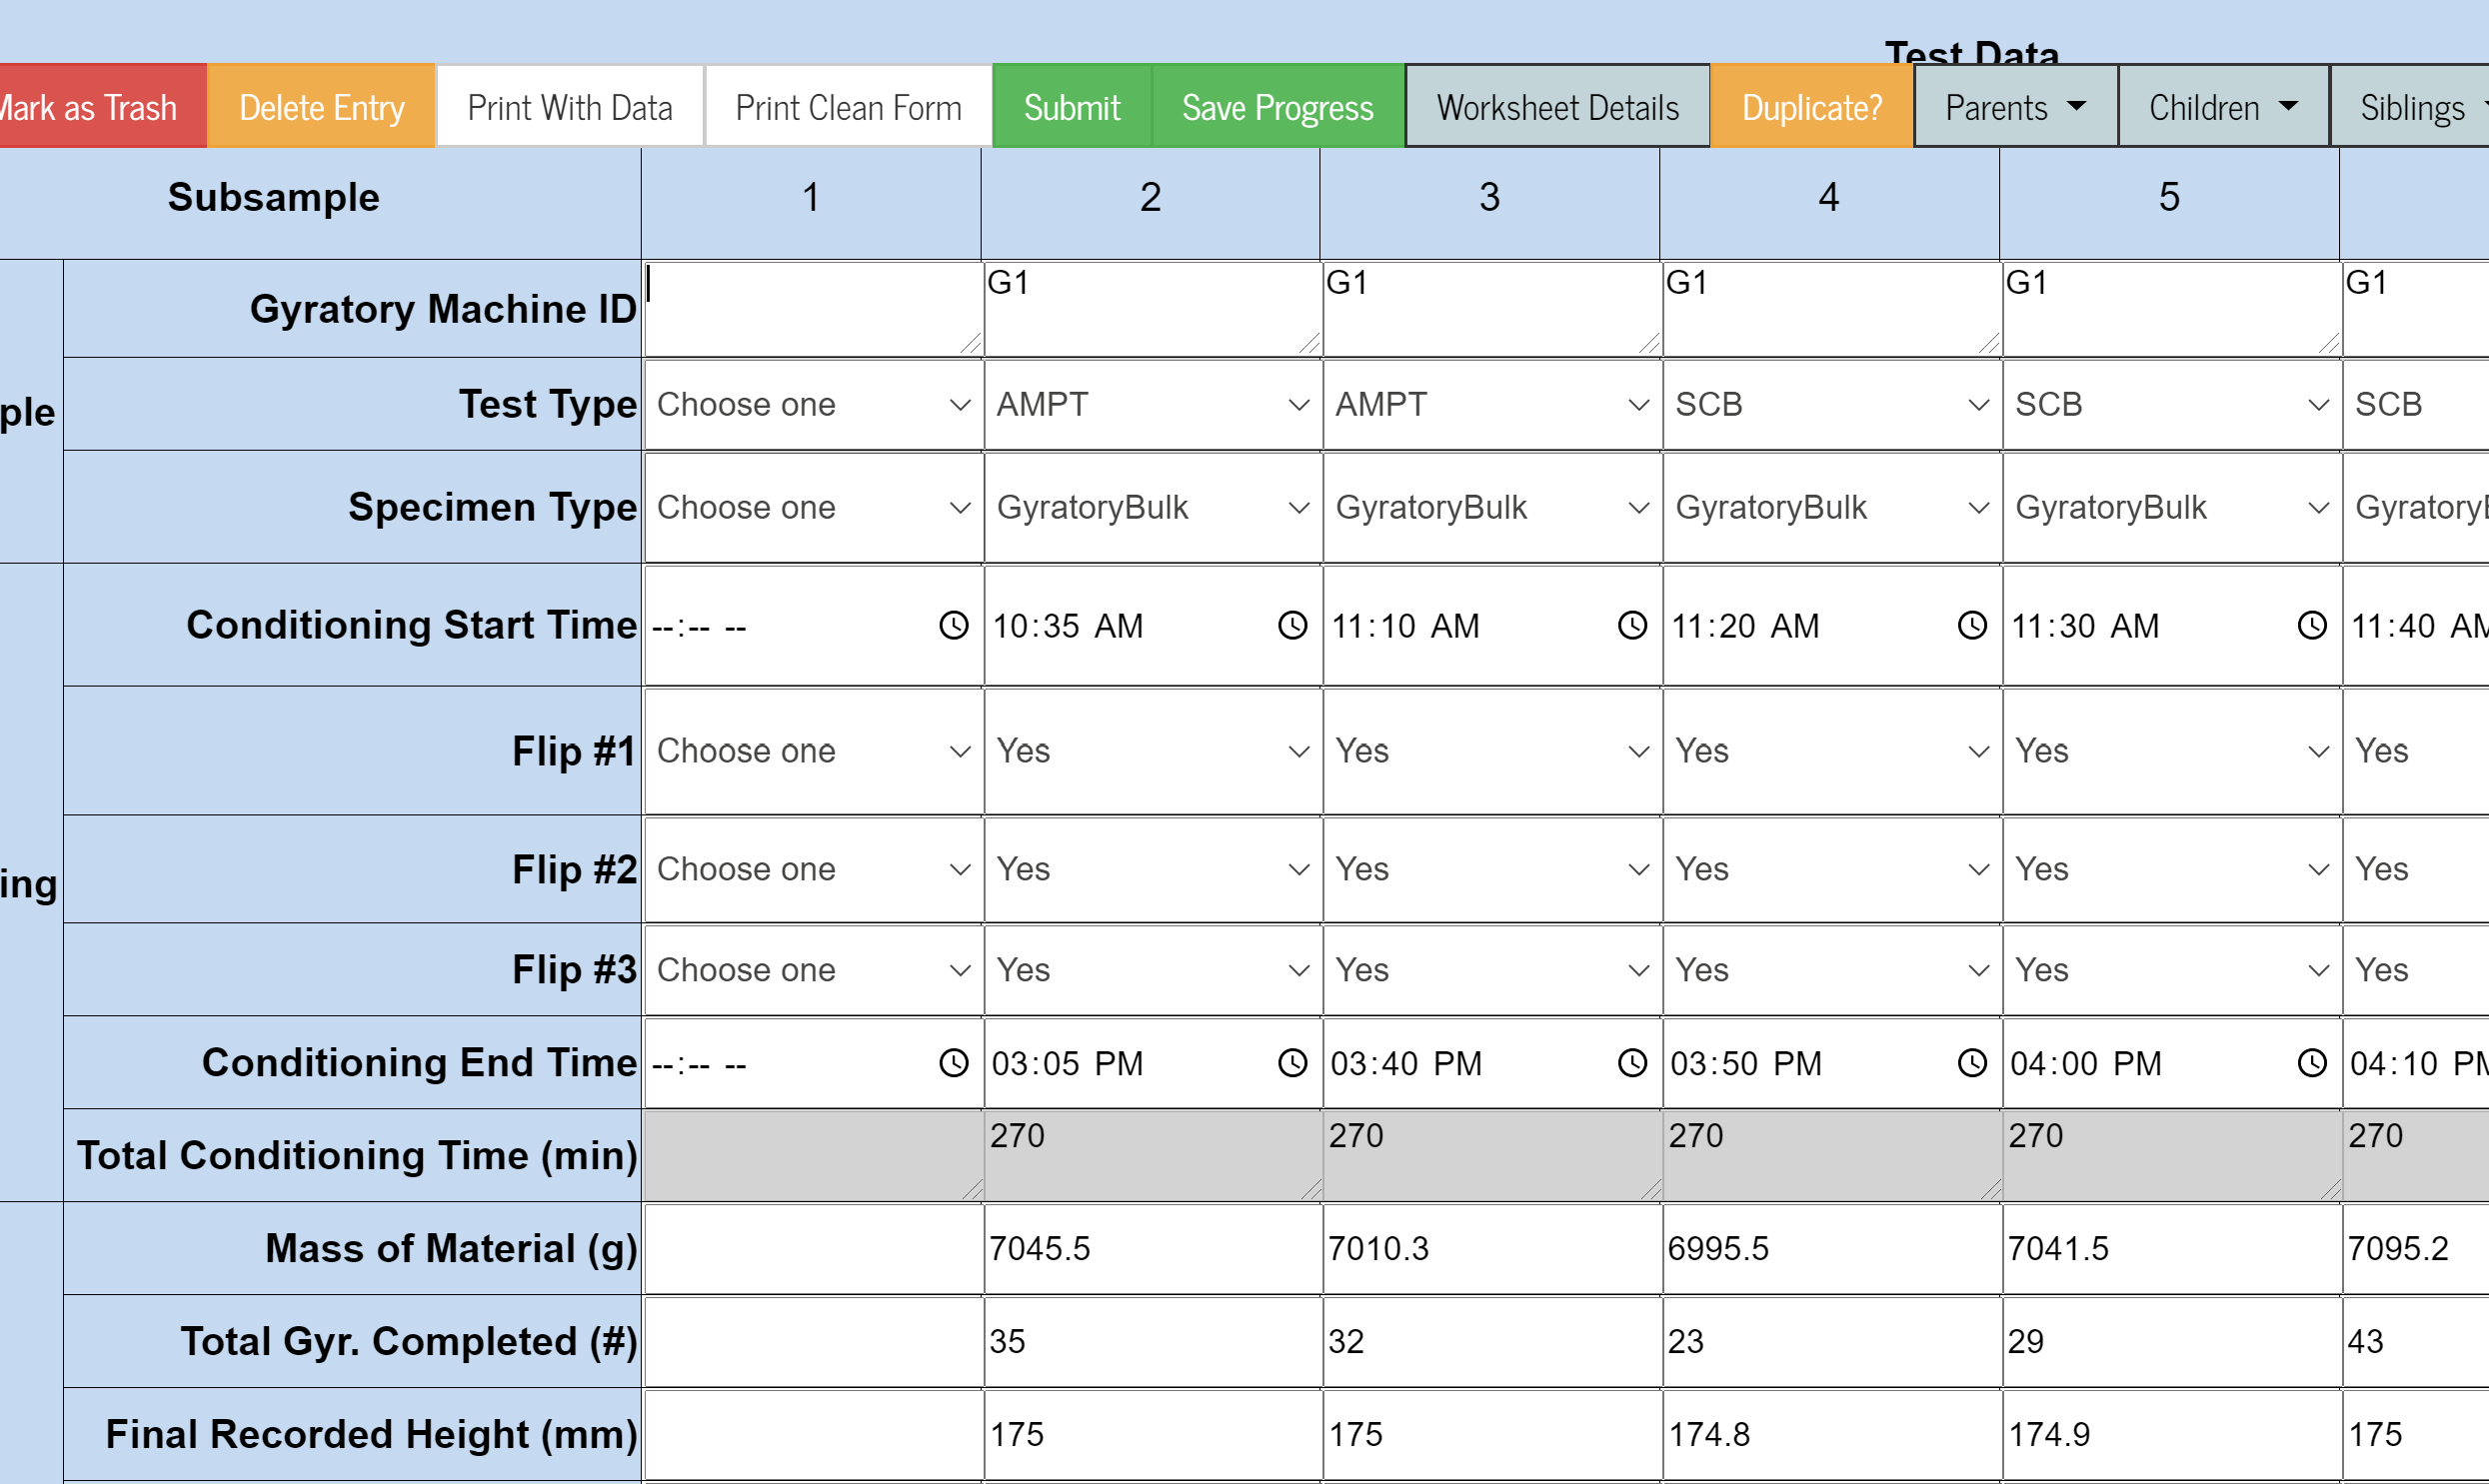 Test Data
Mark as Trash Delete Entry Print With Data Print Clean Form Submit Save Progress Worksheet Details Duplicate? Parents Children Siblings
Subsample 1 2 3 4 5
Gyratory Machine ID G1 G1 G1 G1 G1
ple
Test Type Choose one AMPT AMPT SCB SCB SCB
Specimen Type Choose one GyratoryBulk GyratoryBulk GyratoryBulk GyratoryBulk GyratoryB
Conditioning Start Time --:-- -- 10:35 AM 11:10 AM 11:20 AM 11:30 AM 11:40 AM
Flip #1 Choose one Yes Yes Yes Yes Yes
Flip #2 Choose one Yes Yes Yes Yes Yes
ing
Flip #3 Choose one Yes Yes Yes Yes Yes
Conditioning End Time --:-- -- 03:05 PM 03:40 PM 03:50 PM 04:00 PM 04:10 PM
Total Conditioning Time (min) 270 270 270 270 270
Mass of Material (g) 7045.5 7010.3 6995.5 7041.5 7095.2
Total Gyr. Completed (#) 35 32 23 29 43
Final Recorded Height (mm) 175 175 174.8 174.9 175